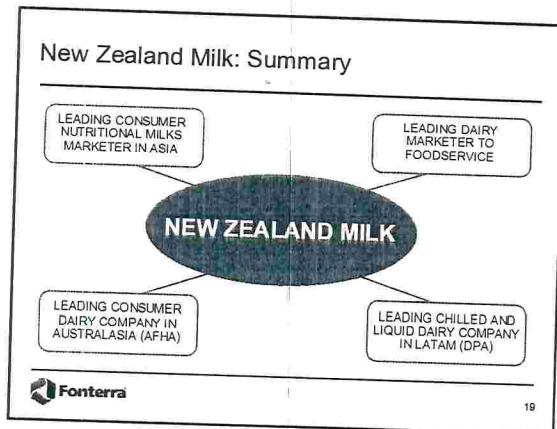 New Zealand Milk: Summary
LEADING CONSUMER
NUTRITIONAL MILKS
MARKETER IN ASIA
LEADING DAIRY
MARKETER TO
FOODSERVICE
NEW ZEALAND MILK
LEADING CONSUMER
DAIRY COMPANY IN
AUSTRALASIA (AFHA)
LEADING CHILLED AND
LIQUID DAIRY COMPANY
IN LATAM (DPA)
Fonterra
19